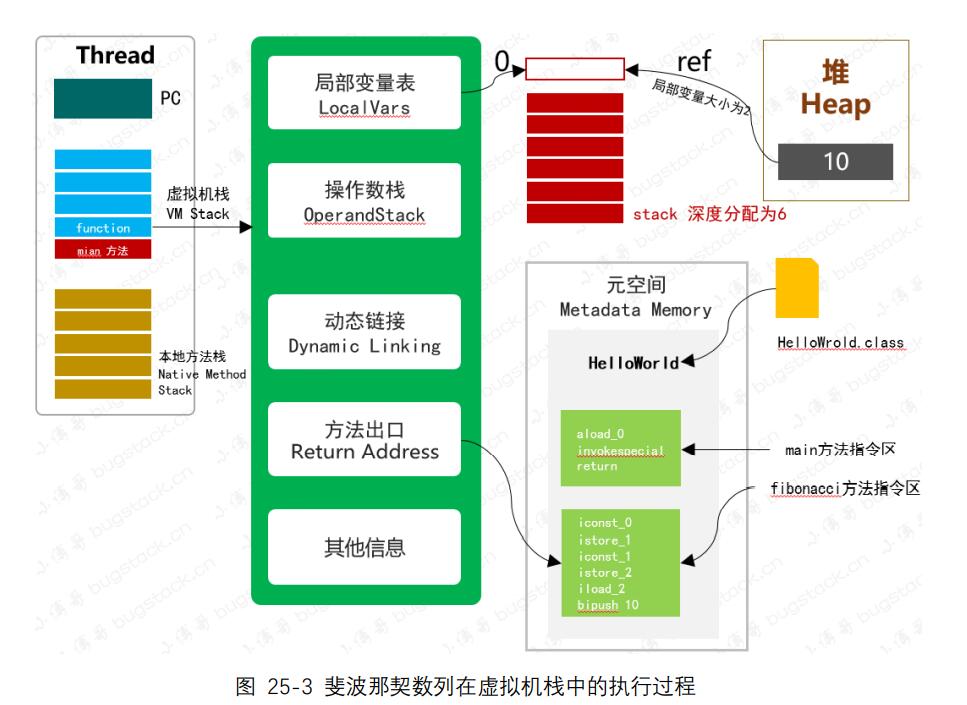 Thread
PC
虚拟机栈
VM Stack
function
mian 方法
本地方法栈
Native Method
Stack
局部变量表
LocalVars
操作数栈
OperandStack
动态链接
Dynamic Linking
方法出口
Return Address
其他信息
0
ref
局部变量大小为2
stack 深度分配为6
堆
Heap
10
元空间
Metadata Memory
HelloWorld
HelloWrold.class
aload_0
invokespecial
return
main方法指令区
fibonacci方法指令区
iconst_0
istore_1
iconst_1
istore_2
iload_2
bipush 10
小傅哥 bugstack.cn
图 25-3 斐波那契数列在虚拟机栈中的执行过程